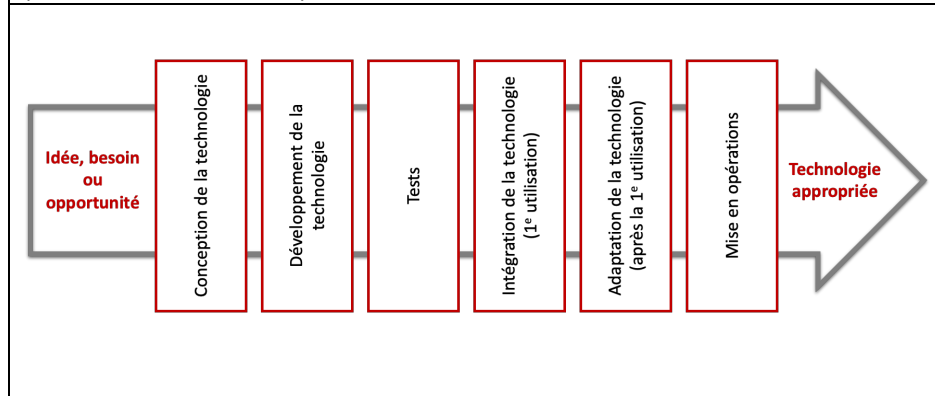 Idée, besoin
ou
opportunité
Conception de la technologie
Développement de la
technologie
Tests
Intégration de la technologie
(1e utilisation)
Adaptation de la technologie
(après la 1e utilisation)
Mise en opérations
Technologie
appropriée